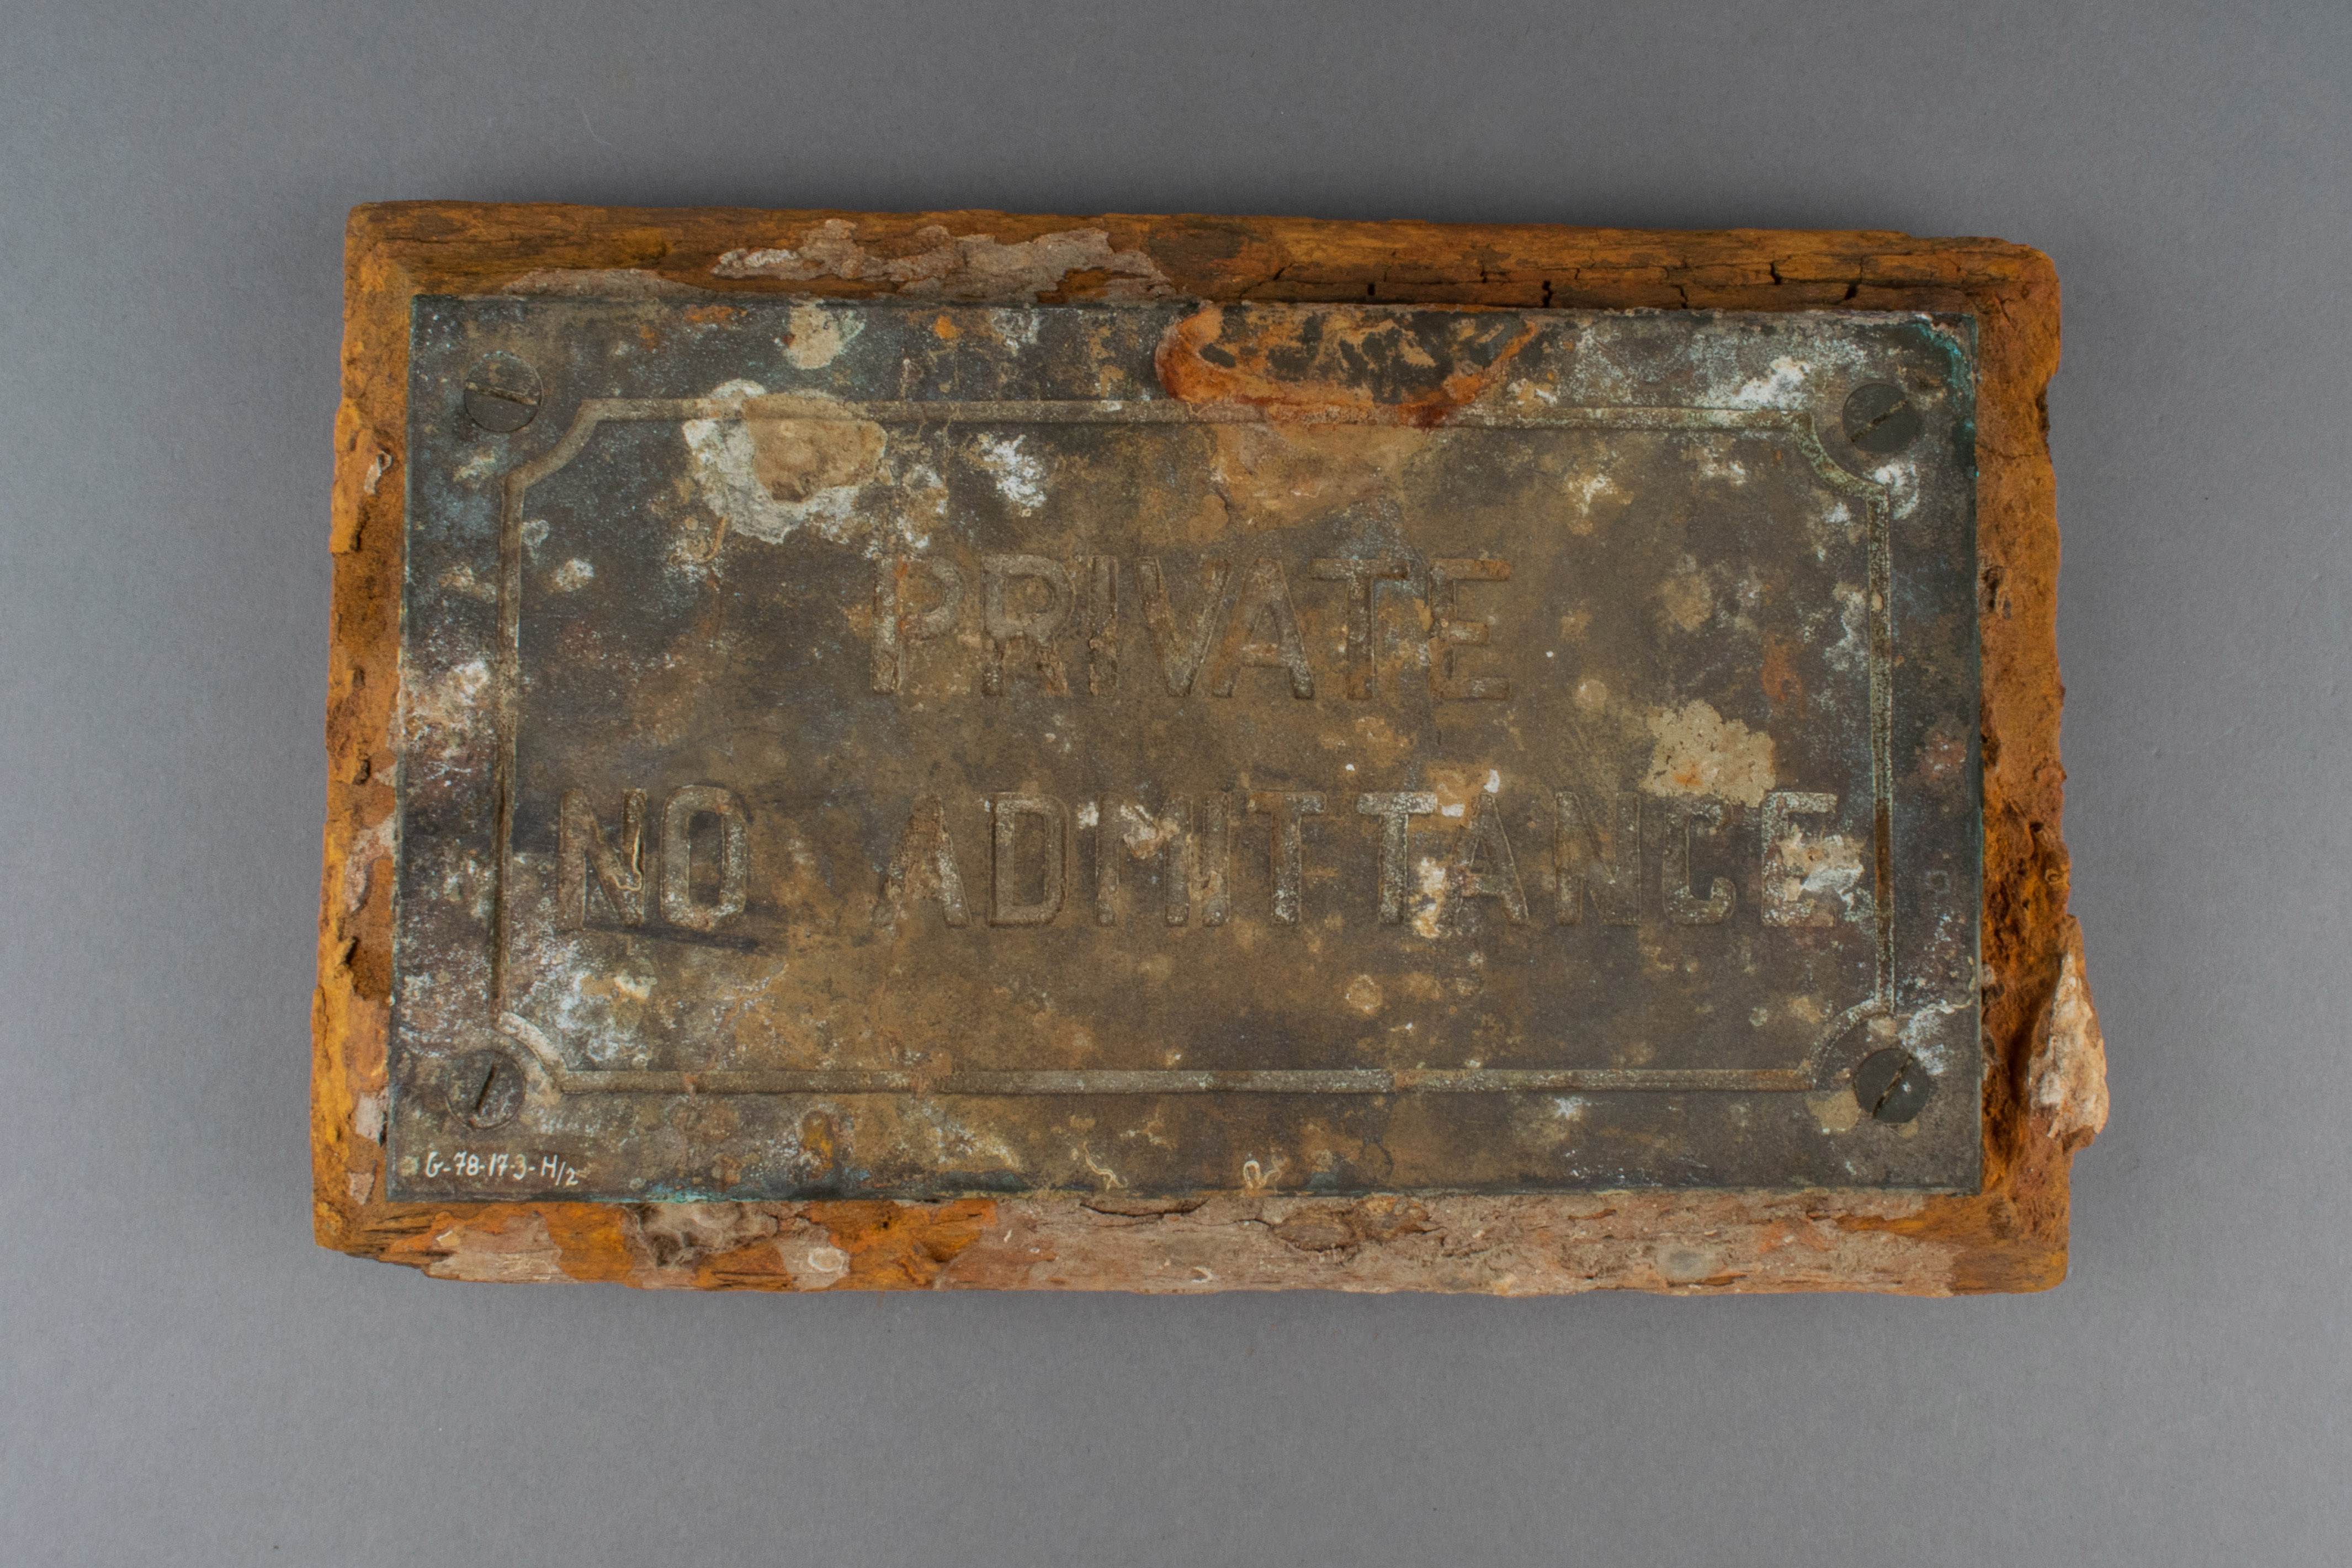 PRIVATE
NO ADMITTANCE
G-78-17-3-H/2